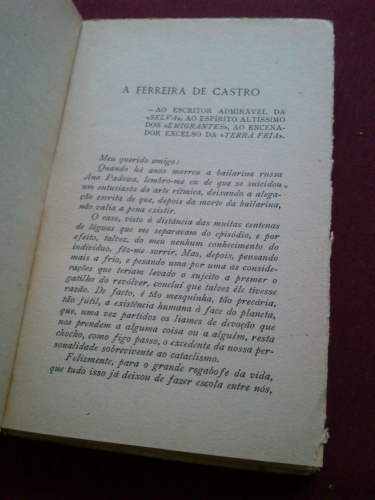 A FERREIRA DE CASTRO
—AO ESCRITOR ADMIRÁVEL DA
«SELVA», AO ESPÍRITO ALTÍSSIMO
DOS «EMIGRANTES», AO ENCENA-
DOR EXCELSO DA «TERRA FRIA».
Meu querido amigo:
Quando há anos morreu a bailarina russa
Ana Padowa, lembro-me eu de que se suicidou
um entusiasta da arte rítmica, deixando a alega-
ção escrita de que, depois da morte da bailarina,
não valia a pena existir.
O caso, visto à distância das muitas centenas
de léguas que me separavam do episódio, e por
efeito, talvez, do meu nenhum conhecimento do
indivíduo, fêz-me sorrir. Mas, depois, pensando
mais a frio, e pesando uma por uma as conside-
rações que teriam levado o sujeito a premer o
gatilho do revólver, concluí que talvez êle tivesse
razão. De facto, é tão mesquinha, tão precária,
tão fútil, a existência humana à face do planeta,
que, uma vez partidos os liames de devoção que
nos prendem a alguma coisa ou a alguém, resta
chocho, como figo passo, o excedente da nossa per-
sonalidade sobrevivente ao cataclismo.
Felizmente, para o grande regabofe da vida,
que tudo isso já deixou de fazer escola entre nós,